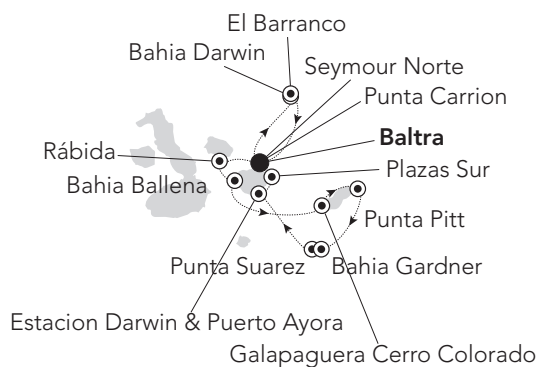 El Barranco
Bahia Darwin
Seymour Norte
Punta Carrion
Baltra
Rábida
Plazas Sur
Bahia Ballena
Punta Pitt
Punta Suarez
Bahia Gardner
Estacion Darwin & Puerto Ayora
Galapaguera Cerro Colorado